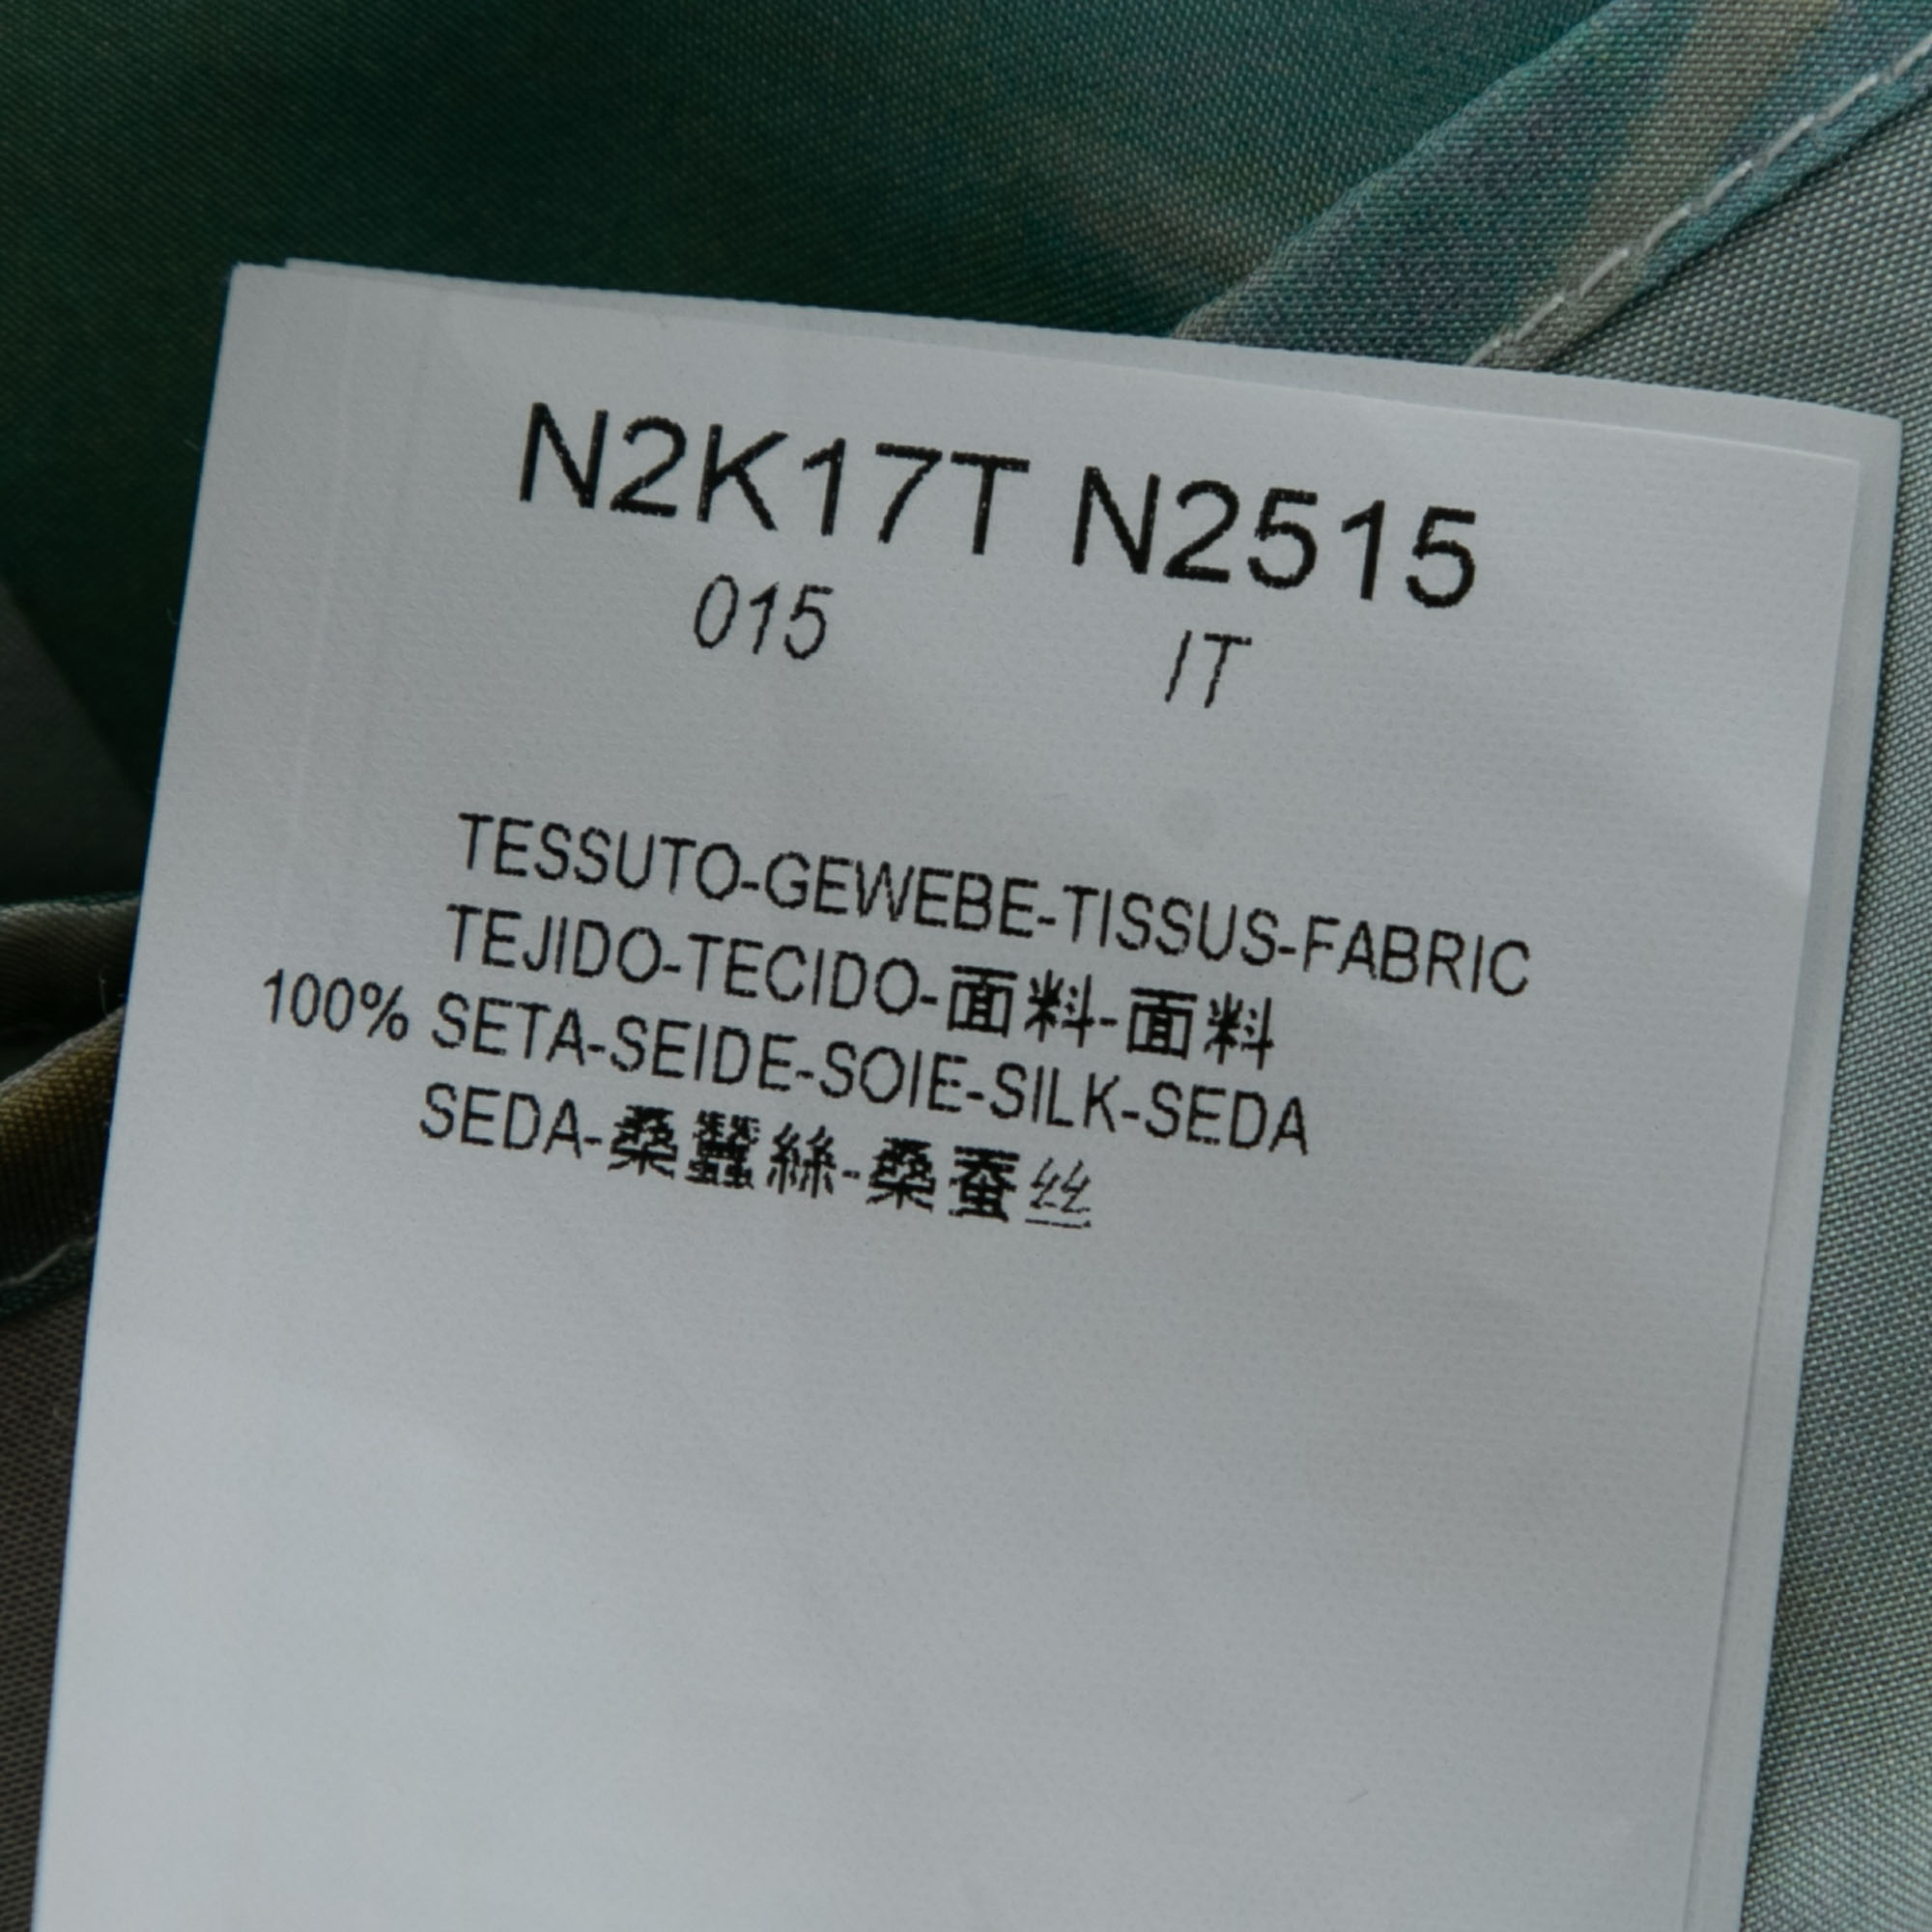 N2K17T N2515
015 IT
TESSUTO-GEWEBE-TISSUS-FABRIC
TEJIDO-TECIDO-面料-面料
100% SETA-SEIDE-SOIE-SILK-SEDA
SEDA-桑蠶絲-桑蚕丝